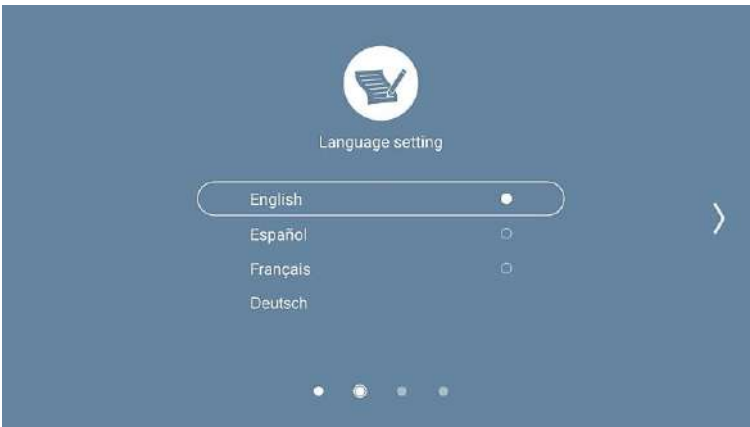 Language setting
English
Español
Français
Deutsch